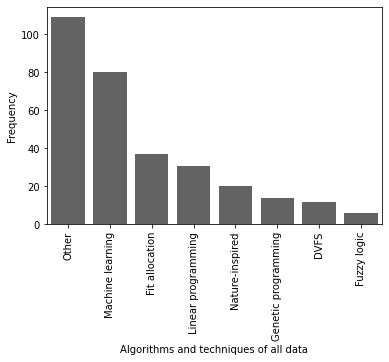 Frequency
100
80
60
40
20
0
Other
Machine learning
Fit allocation
Linear programming
Nature-inspired
Genetic programming
DVFS
Fuzzy logic
Algorithms and techniques of all data